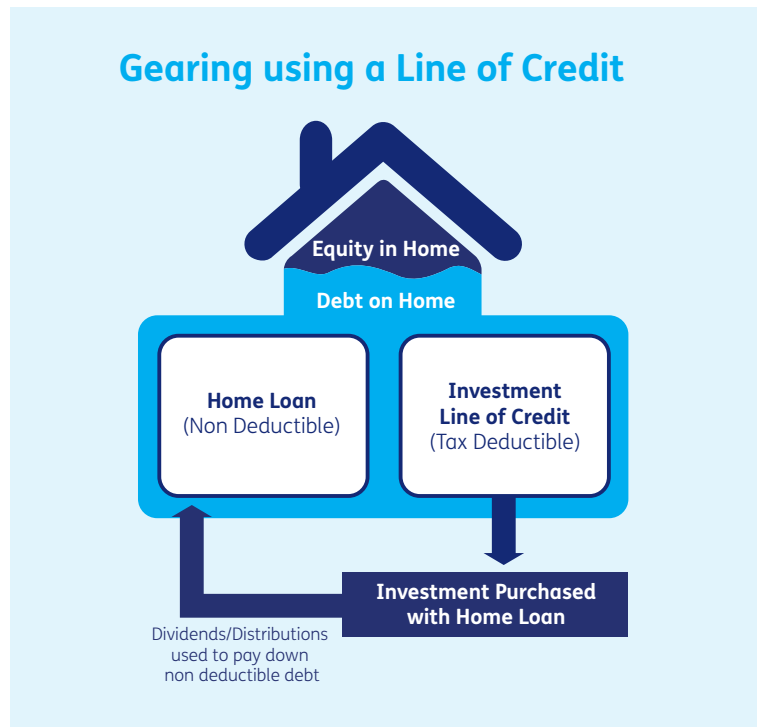 Gearing using a Line of Credit
Equity in Home
Debt on Home
Home Loan
(Non Deductible)
Investment
Line of Credit
(Tax Deductible)
Investment Purchased
with Home Loan
Dividends/Distributions
used to pay down
non deductible debt